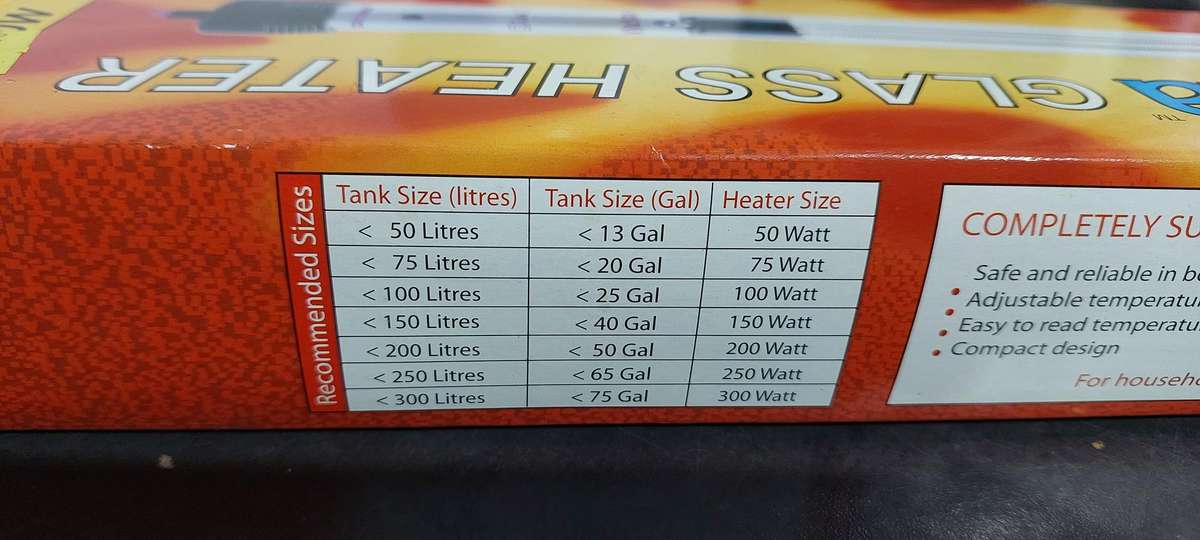 GLASS HEATER
TM
Recommended Sizes
Tank Size (litres) Tank Size (Gal) Heater Size
< 50 Litres < 13 Gal 50 Watt
< 75 Litres < 20 Gal 75 Watt
< 100 Litres < 25 Gal 100 Watt
< 150 Litres < 40 Gal 150 Watt
< 200 Litres < 50 Gal 200 Watt
< 250 Litres < 65 Gal 250 Watt
< 300 Litres < 75 Gal 300 Watt
COMPLETELY SU
Safe and reliable in b
• Adjustable temperatu
• Easy to read temperatu
• Compact design
For househ